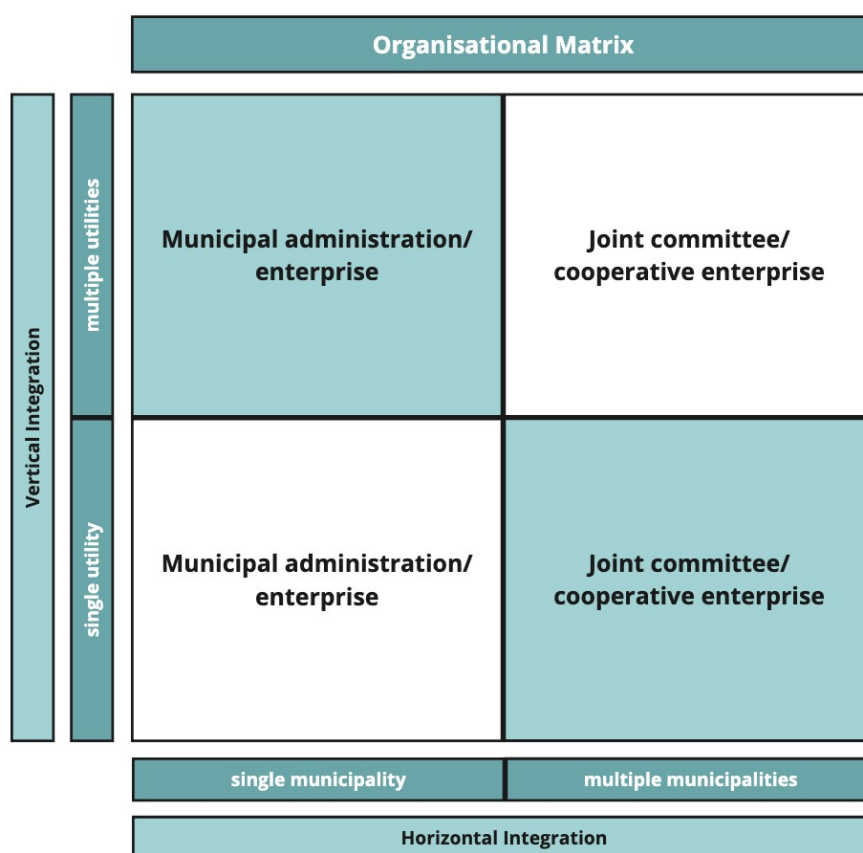 Organisational Matrix
Vertical Integration
multiple utilities
Municipal administration/
enterprise
Joint committee/
cooperative enterprise
single utility
Municipal administration/
enterprise
Joint committee/
cooperative enterprise
single municipality
multiple municipalities
Horizontal Integration